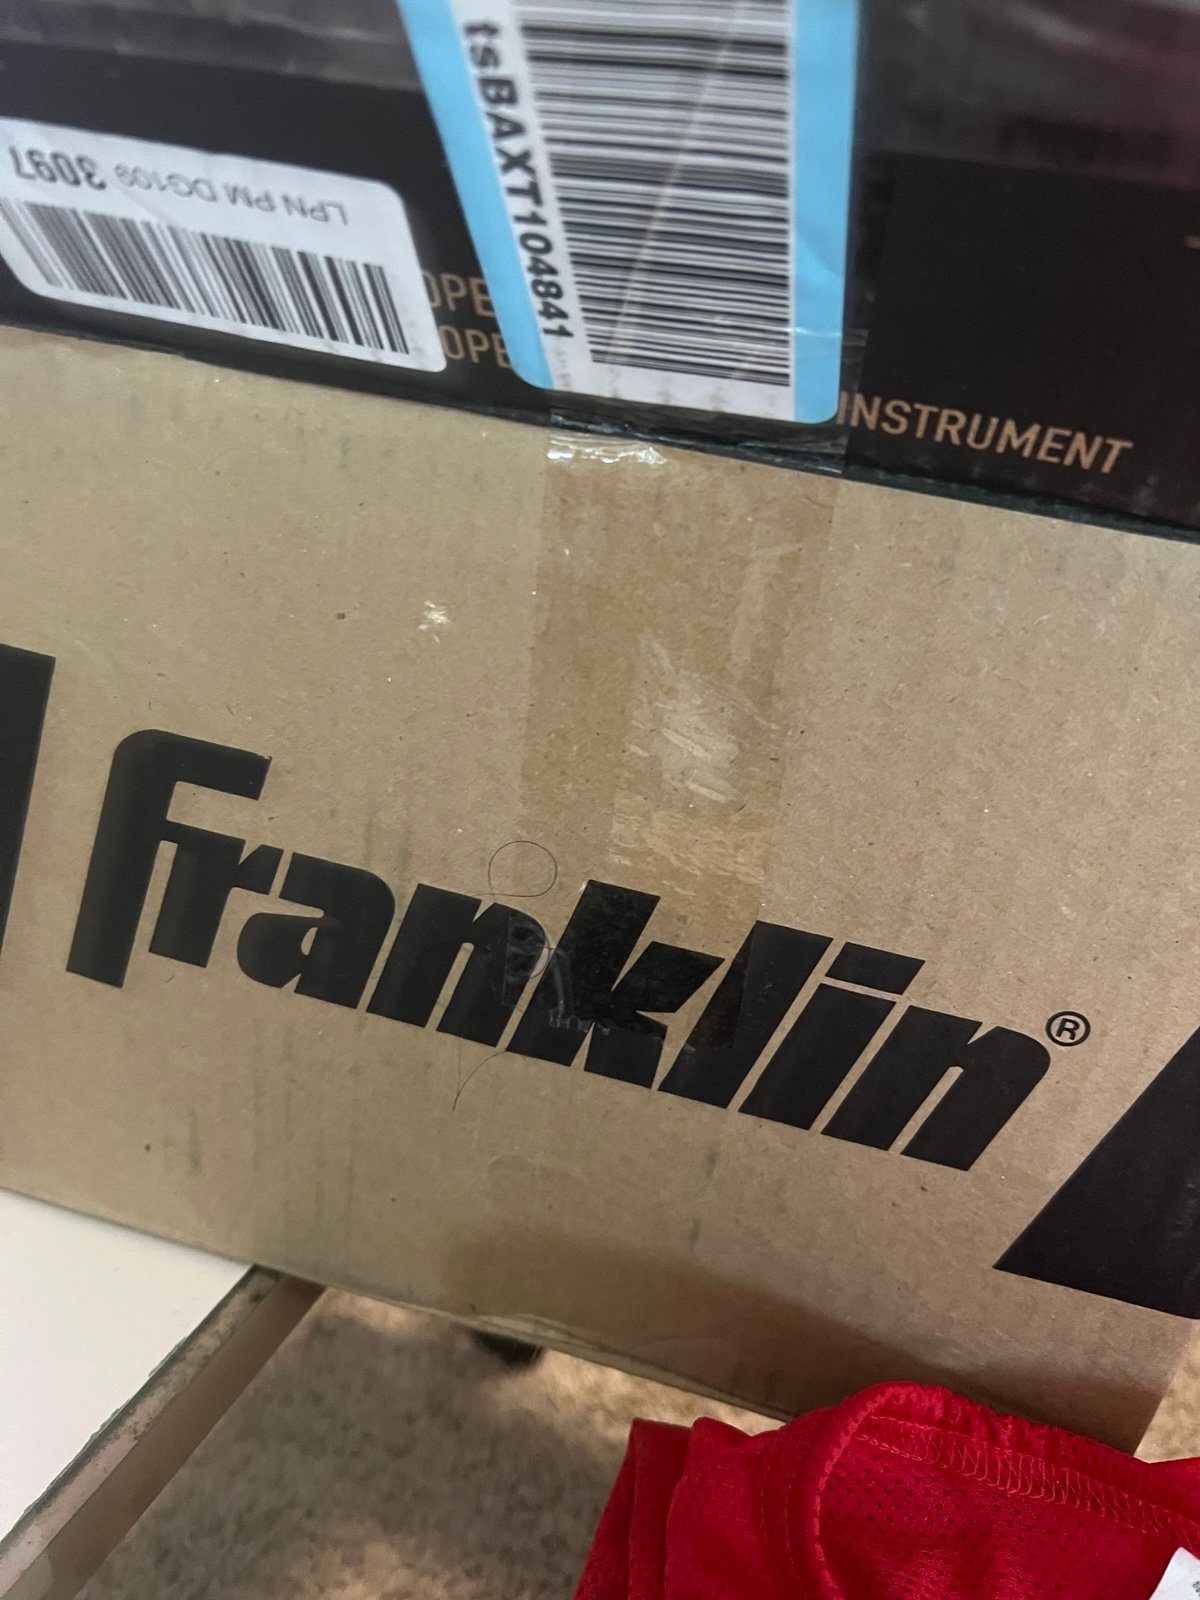 tsBAXT104841
LPN PM DG109 3097
OPE
OPE
INSTRUMENT
Franklin®